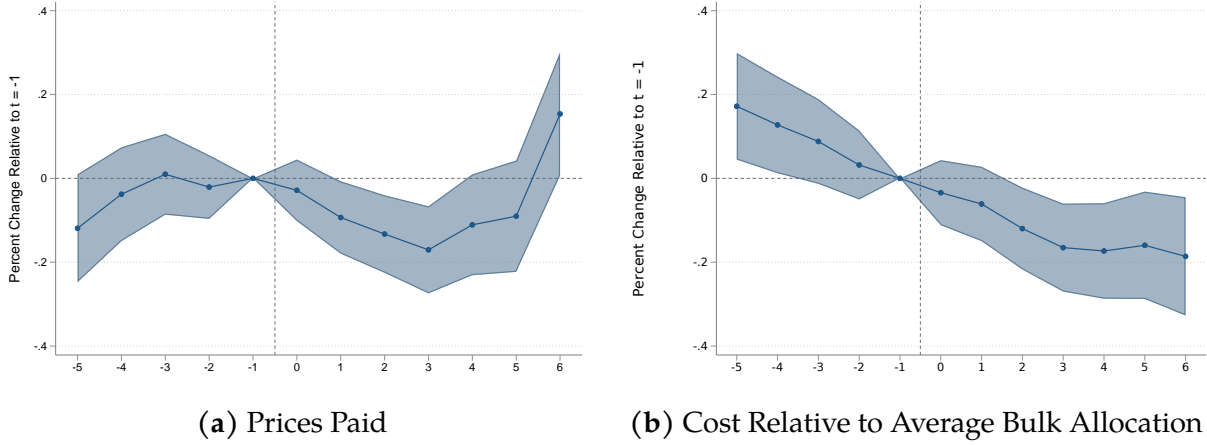 Percent Change Relative to t = -1
.4
.2
0
-.2
-.4
-5 -4 -3 -2 -1 0 1 2 3 4 5 6
(a) Prices Paid
Percent Change Relative to t = -1
.4
.2
0
-.2
-.4
-5 -4 -3 -2 -1 0 1 2 3 4 5 6
(b) Cost Relative to Average Bulk Allocation